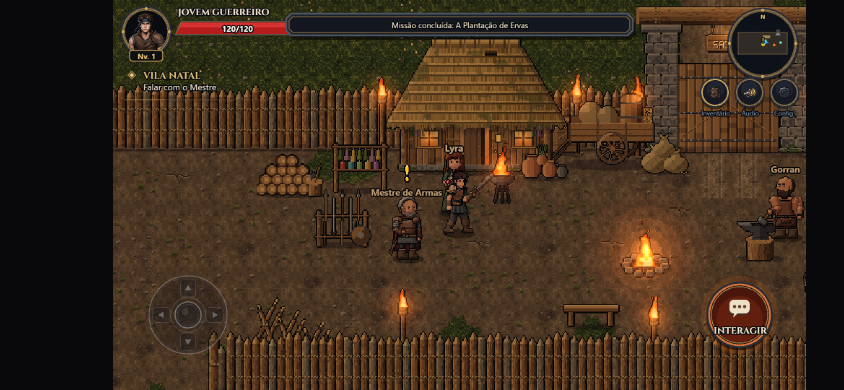 JOVEM GUERREIRO
Missão concluída: A Plantação de Ervas
120/120
N
Nv. 1
VILA NATAL
Falar com o Mestre
Inventário
Áudio
Config.
Lyra
!
Mestre de Armas
Gorran
INTERAGIR